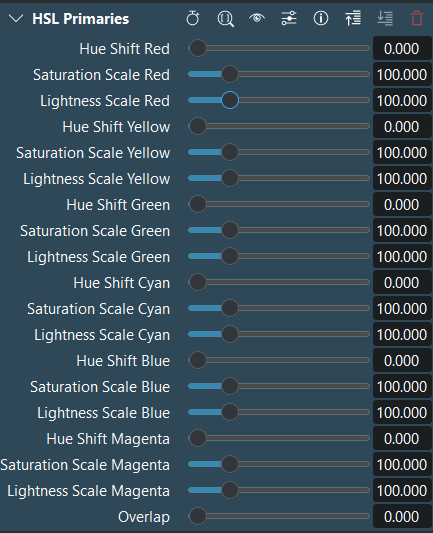 HSL Primaries
Hue Shift Red 0.000
Saturation Scale Red 100.000
Lightness Scale Red 100.000
Hue Shift Yellow 0.000
Saturation Scale Yellow 100.000
Lightness Scale Yellow 100.000
Hue Shift Green 0.000
Saturation Scale Green 100.000
Lightness Scale Green 100.000
Hue Shift Cyan 0.000
Saturation Scale Cyan 100.000
Lightness Scale Cyan 100.000
Hue Shift Blue 0.000
Saturation Scale Blue 100.000
Lightness Scale Blue 100.000
Hue Shift Magenta 0.000
Saturation Scale Magenta 100.000
Lightness Scale Magenta 100.000
Overlap 0.000